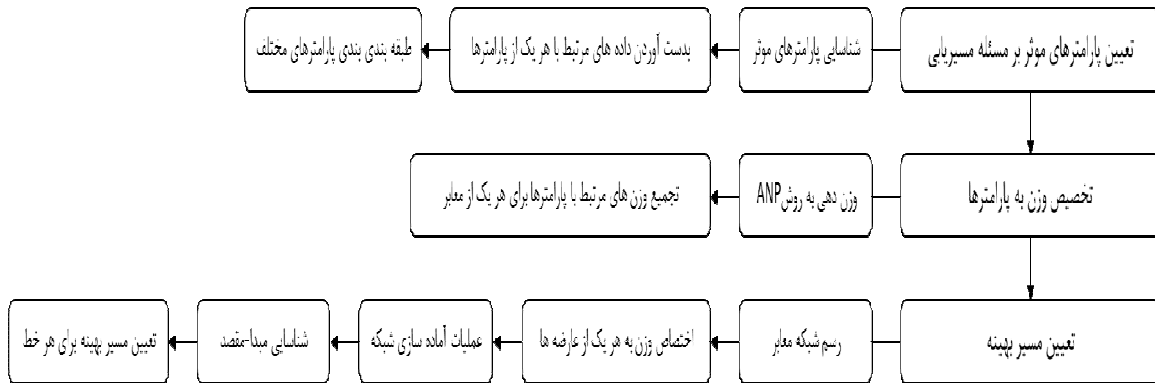 تعیین پارامترهای موثر بر مسئله مسیریابی
شناسایی پارامترهای موثر
بدست آوردن داده های مرتبط با هر یک از پارامترها
طبقه بندی بندی پارامترهای مختلف
تخصیص وزن به پارامترها
وزن دهی به روش ANP
تجمیع وزن های مرتبط با پارامترها برای هر یک از معابر
تعیین مسیر بهینه
رسم شبکه معابر
اختصاص وزن به هر یک از عارضه ها
عملیات آماده سازی شبکه
شناسایی مبدا-مقصد
تعیین مسیر بهینه برای هر خط